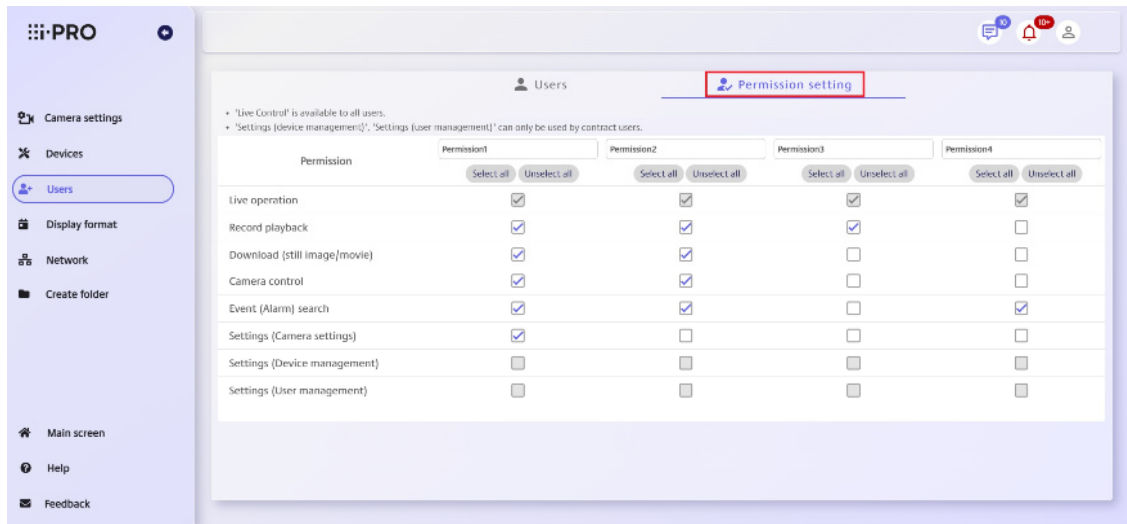 i-PRO
10
10+
Users
Permission setting
Camera settings
Devices
Users
Display format
Network
Create folder
Main screen
Help
Feedback
• 'Live Control' is available to all users.
• 'Settings (device management)', 'Settings (user management)' can only be used by contract users.
Permission
Permission1
Permission2
Permission3
Permission4
Select all Unselect all Select all Unselect all Select all Unselect all Select all Unselect all
Live operation
Record playback
Download (still image/movie)
Camera control
Event (Alarm) search
Settings (Camera settings)
Settings (Device management)
Settings (User management)